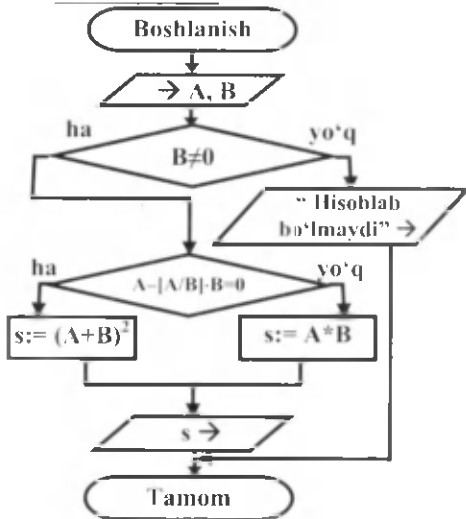 Boshlanish
→ A, B
ha
yo‘q
B≠0
“ Hisoblab
bo‘lmaydi” →
ha
yo‘q
A–[A/B]·B=0
s:= (A+B)²
s:= A*B
s →
Tamom